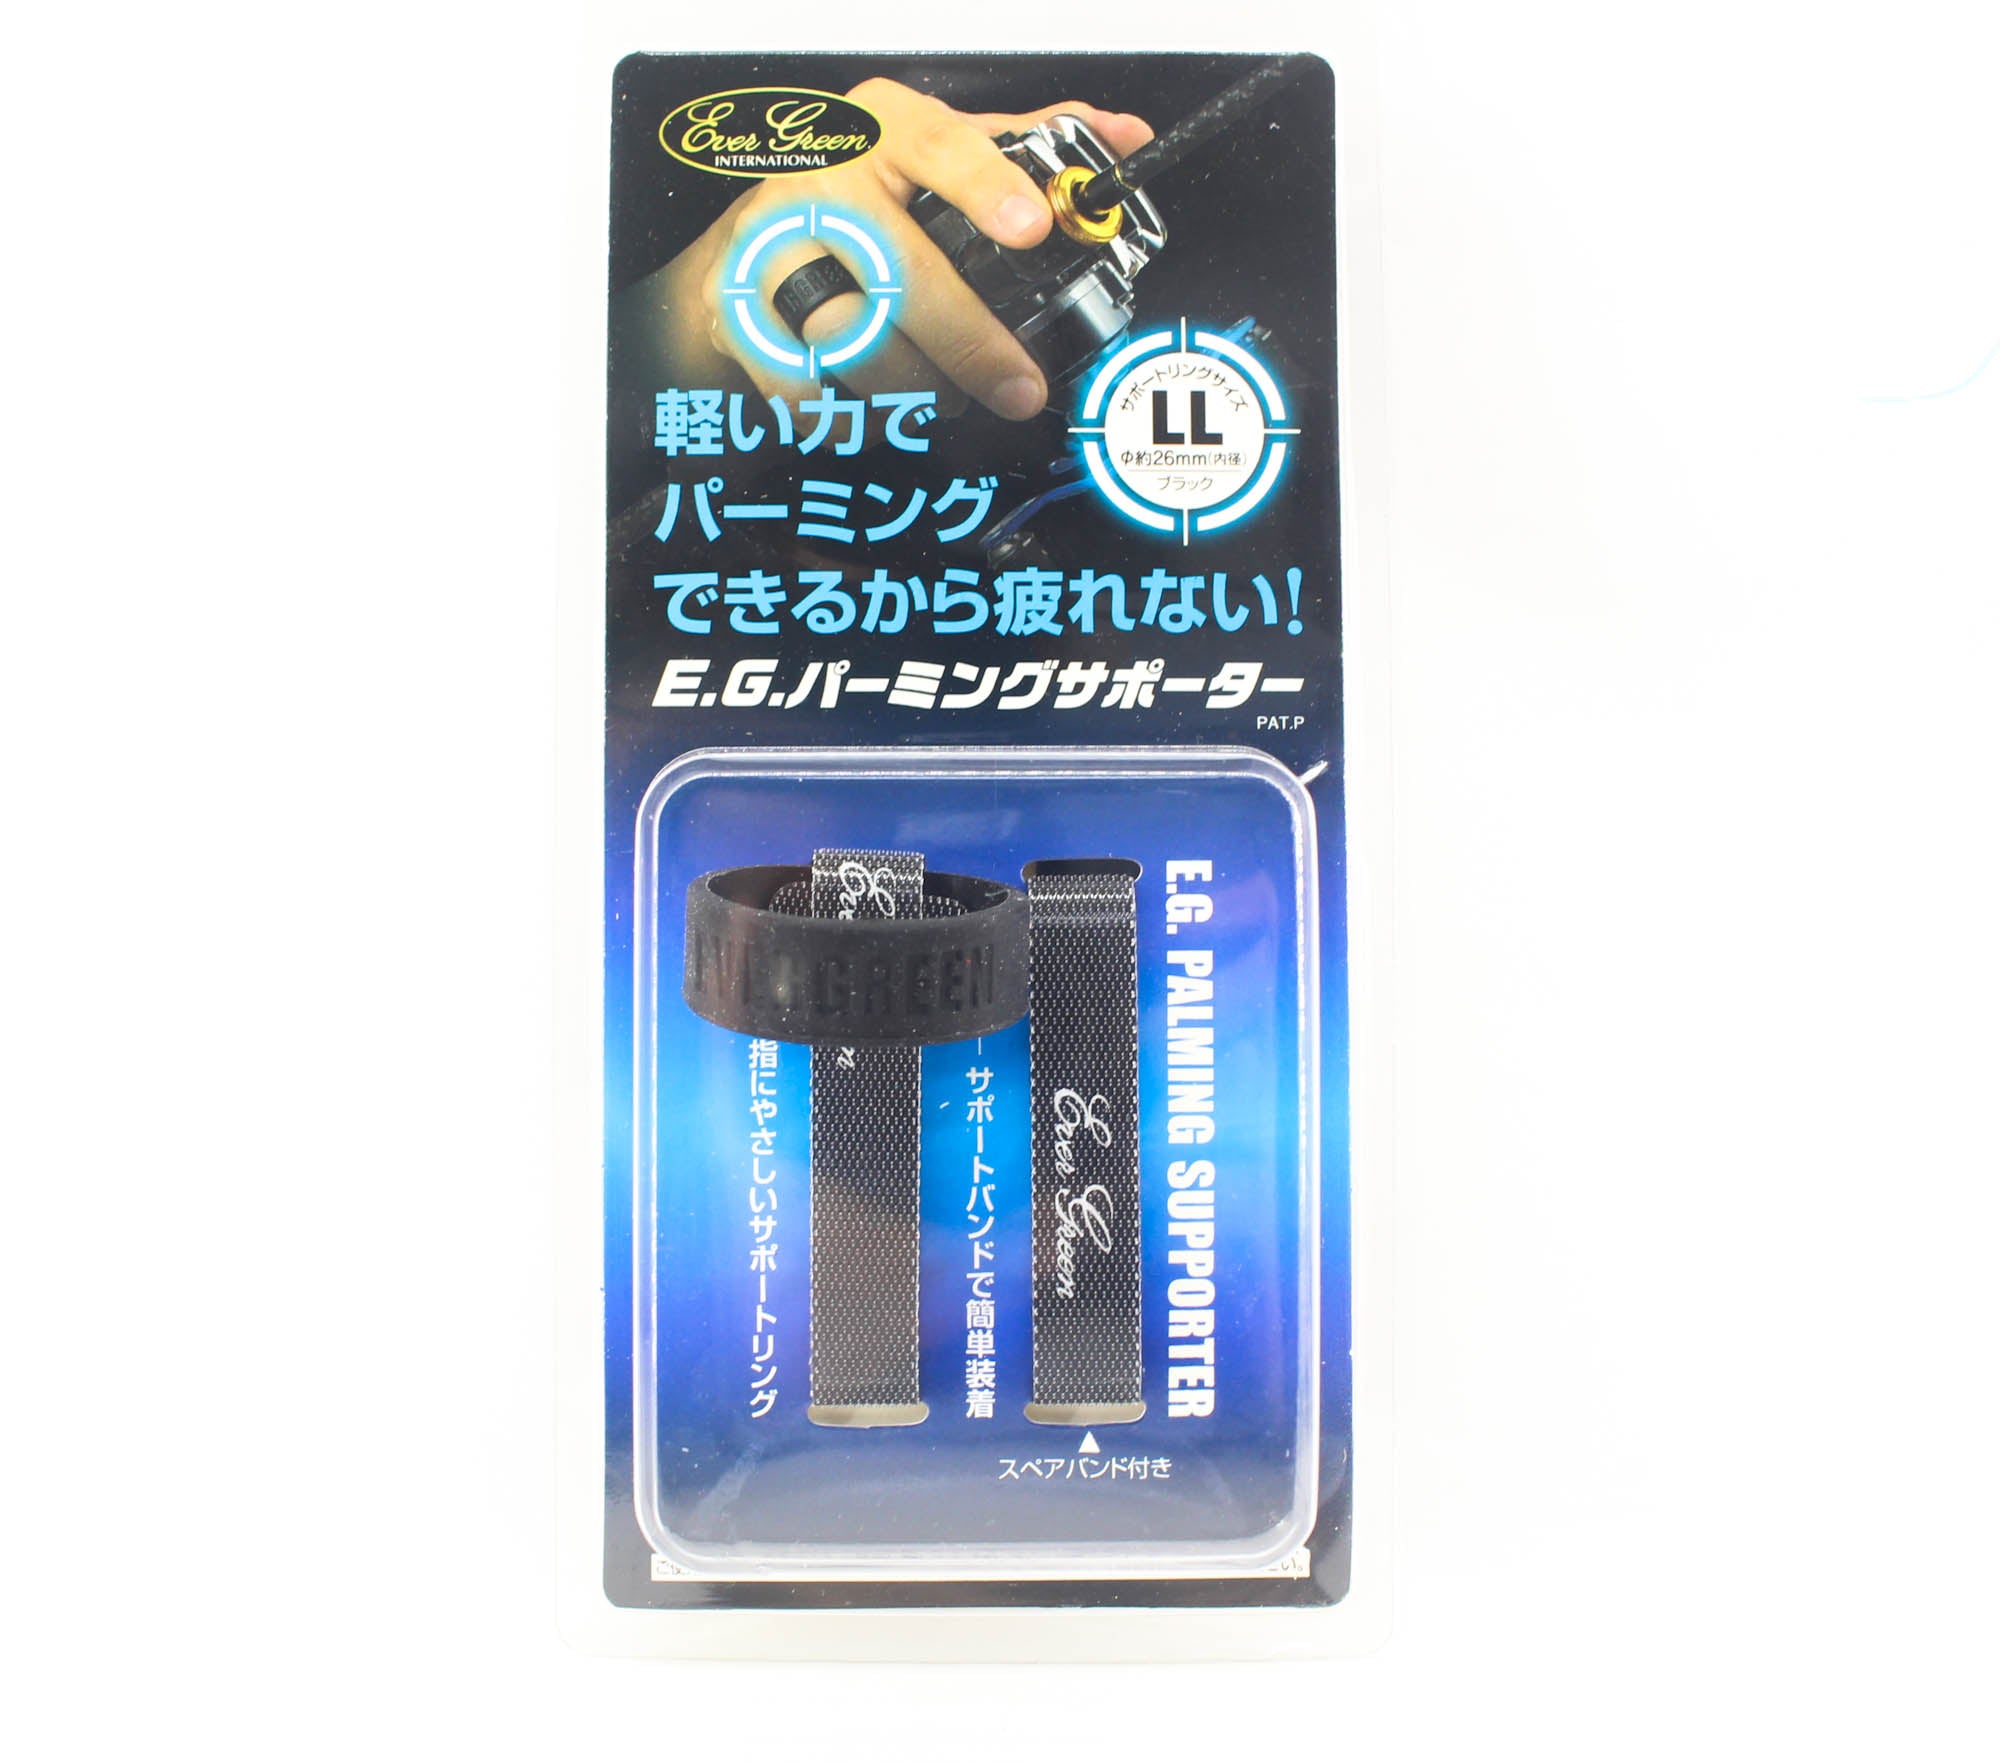 Ever Green
INTERNATIONAL
サポートリングサイズ
LL
Φ約26mm(内径)
ブラック
軽い力で
パーミング
できるから疲れない!
E.G.パーミングサポーター
PAT.P
E.G. PALMING SUPPORTER
サポートバンドで簡単装着
指にやさしいサポートリング
EVERGREEN
Ever Green
スペアバンド付き